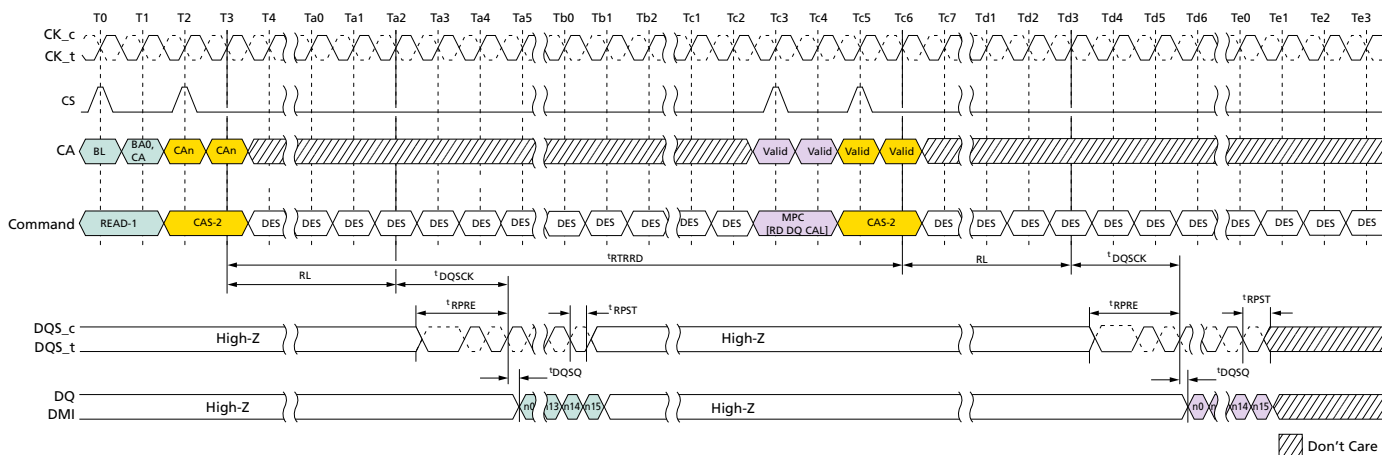 T0 T1 T2 T3 T4 Ta0 Ta1 Ta2 Ta3 Ta4 Ta5 Tb0 Tb1 Tb2 Tc1 Tc2 Tc3 Tc4 Tc5 Tc6 Tc7 Td1 Td2 Td3 Td4 Td5 Td6 Te0 Te1 Te2 Te3
CK_c
CK_t
CS
CA BL BA0, CA CAn CAn Valid Valid Valid Valid
Command READ-1 CAS-2 DES DES DES DES DES DES DES DES DES DES DES DES MPC [RD DQ CAL] CAS-2 DES DES DES DES DES DES DES DES DES DES DES
tRTRRD
RL tDQSCK RL tDQSCK
tRPRE tRPST tRPRE tRPST
DQS_c
DQS_t
High-Z High-Z
tDQSQ tDQSQ
DQ
DMI
High-Z n0 n13 n14 n15 High-Z n0 n n14 n15
Don't Care